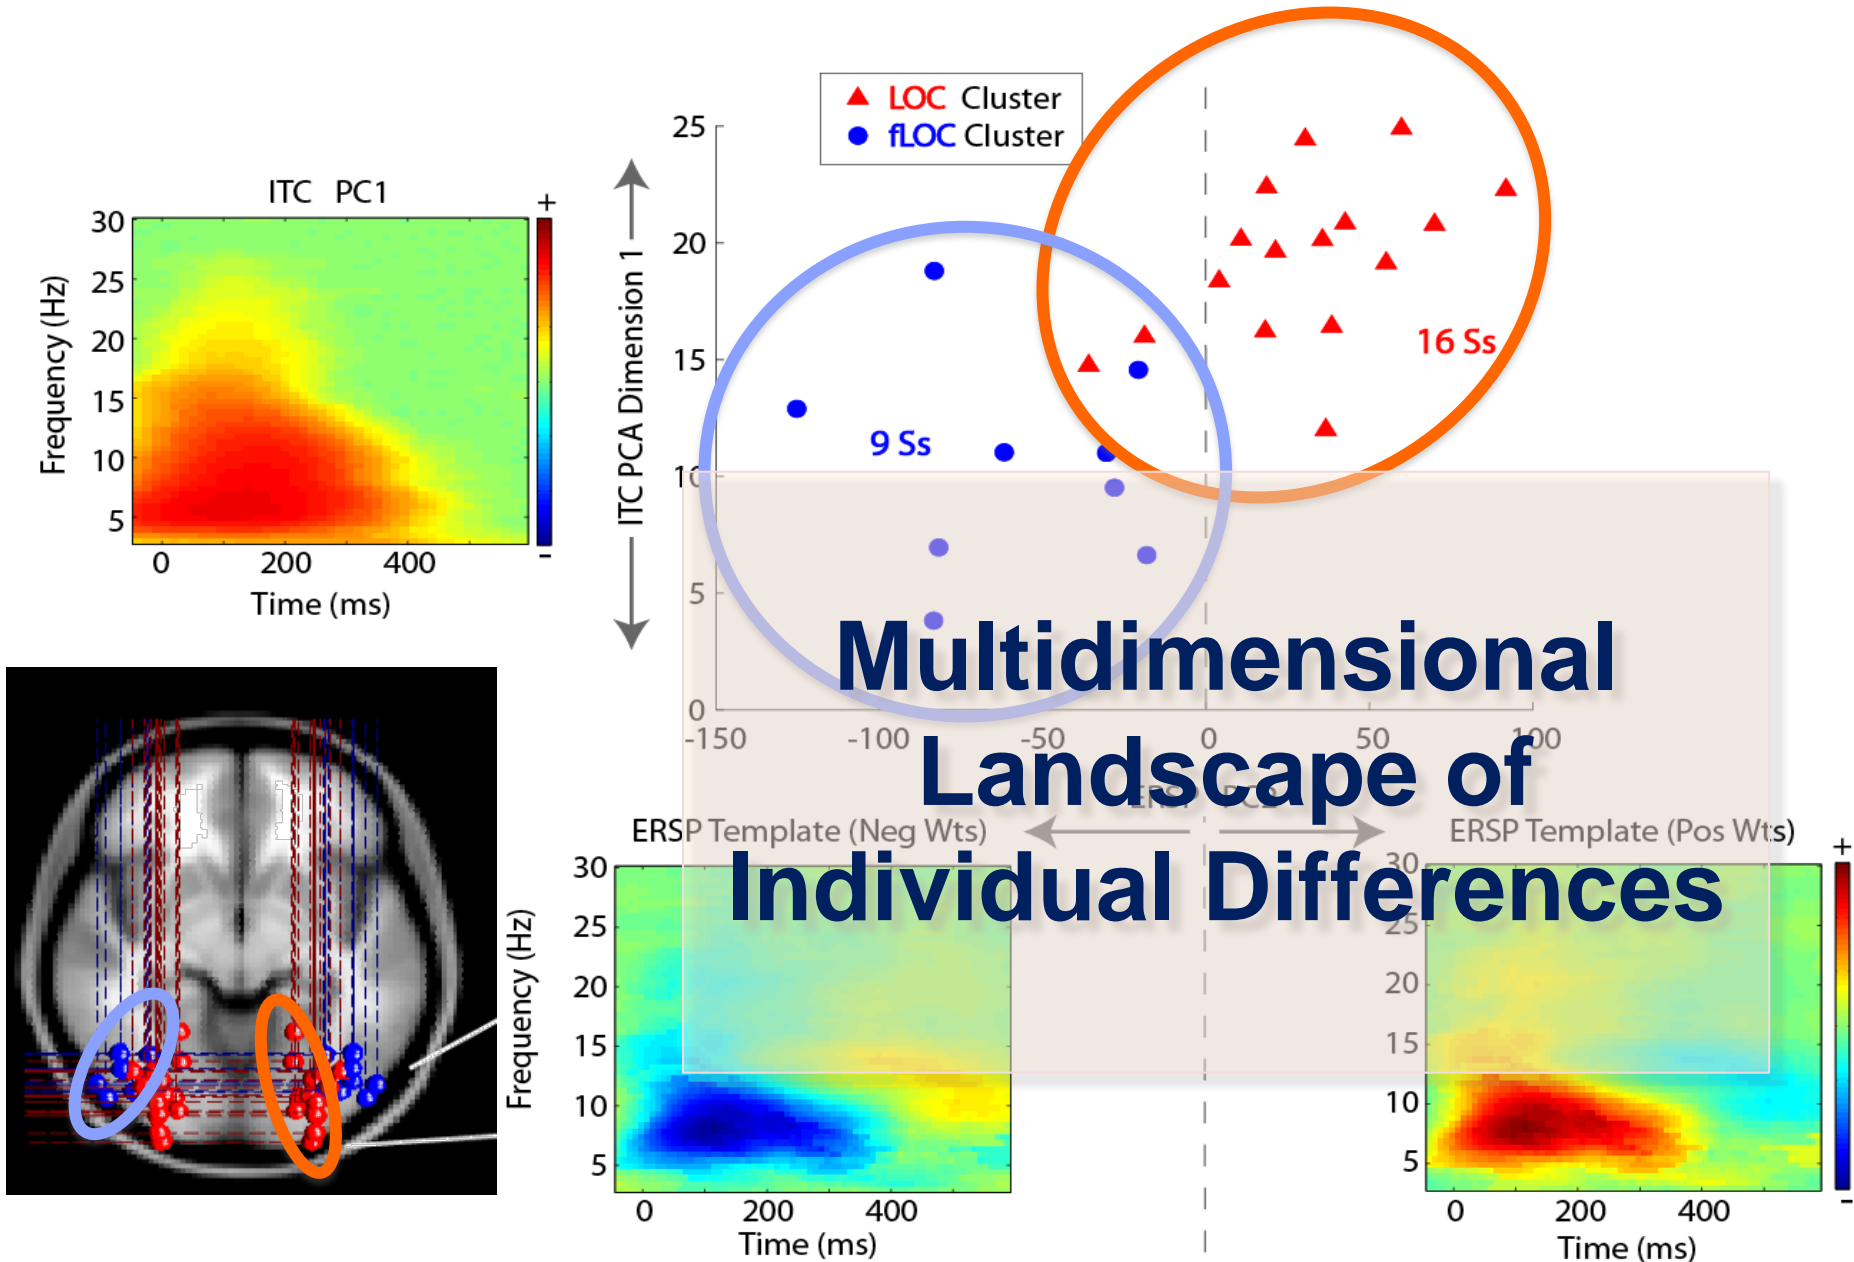 LOC Cluster
fLOC Cluster
ITC PC1
+
30
25
20
15
10
5
-
0
200
400
Frequency (Hz)
Time (ms)
ITC PCA Dimension 1
25
20
15
10
5
0
-150
-100
-50
0
50
100
16 Ss
9 Ss
Multidimensional
Landscape of
Individual Differences
ERSP PC2
ERSP Template (Neg Wts)
30
25
20
15
10
5
0
200
400
Frequency (Hz)
Time (ms)
ERSP Template (Pos Wts)
+
30
25
20
15
10
5
-
0
200
400
Time (ms)